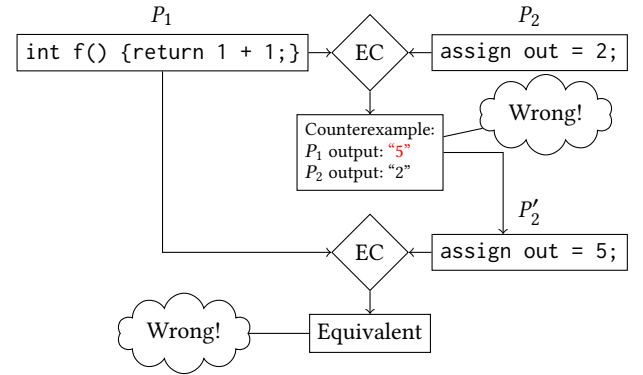 P₁
P₂
int f() {return 1 + 1;}
EC
assign out = 2;
Counterexample:
P₁ output: “5”
P₂ output: “2”
Wrong!
P₂′
EC
assign out = 5;
Wrong!
Equivalent